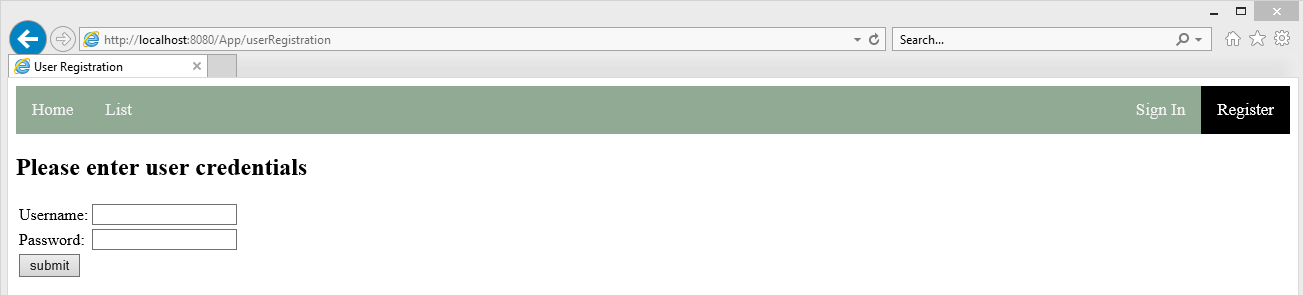 http://localhost:8080/App/userRegistration
Search...
User Registration
Home List Sign In Register
Please enter user credentials
Username:
Password:
submit